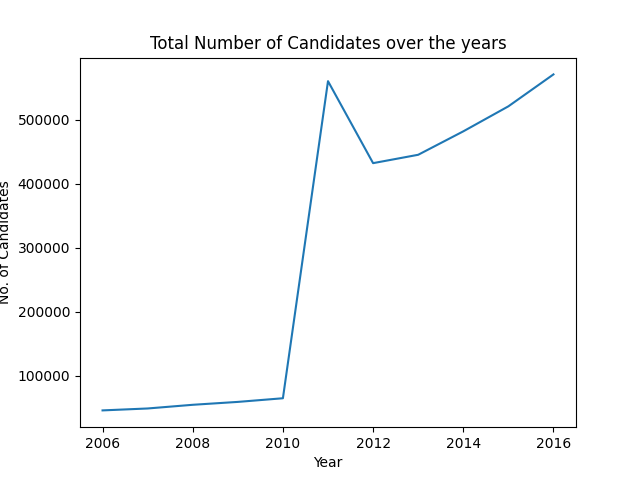 Total Number of Candidates over the years
500000
400000
300000
200000
100000
No. of Candidates
2006 2008 2010 2012 2014 2016
Year